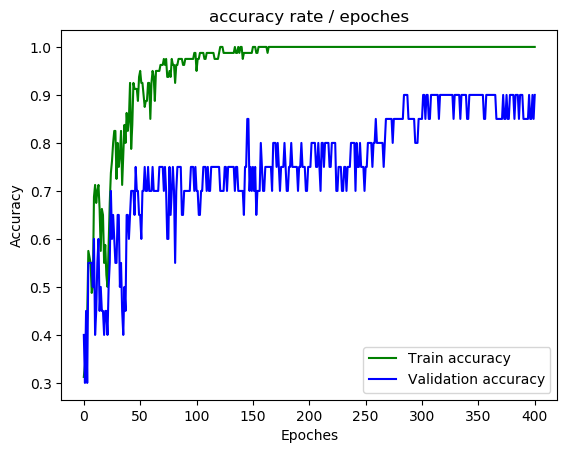 accuracy rate / epoches
1.0
0.9
0.8
0.7
0.6
0.5
0.4
0.3
Accuracy
0 50 100 150 200 250 300 350 400
Epoches
Train accuracy
Validation accuracy